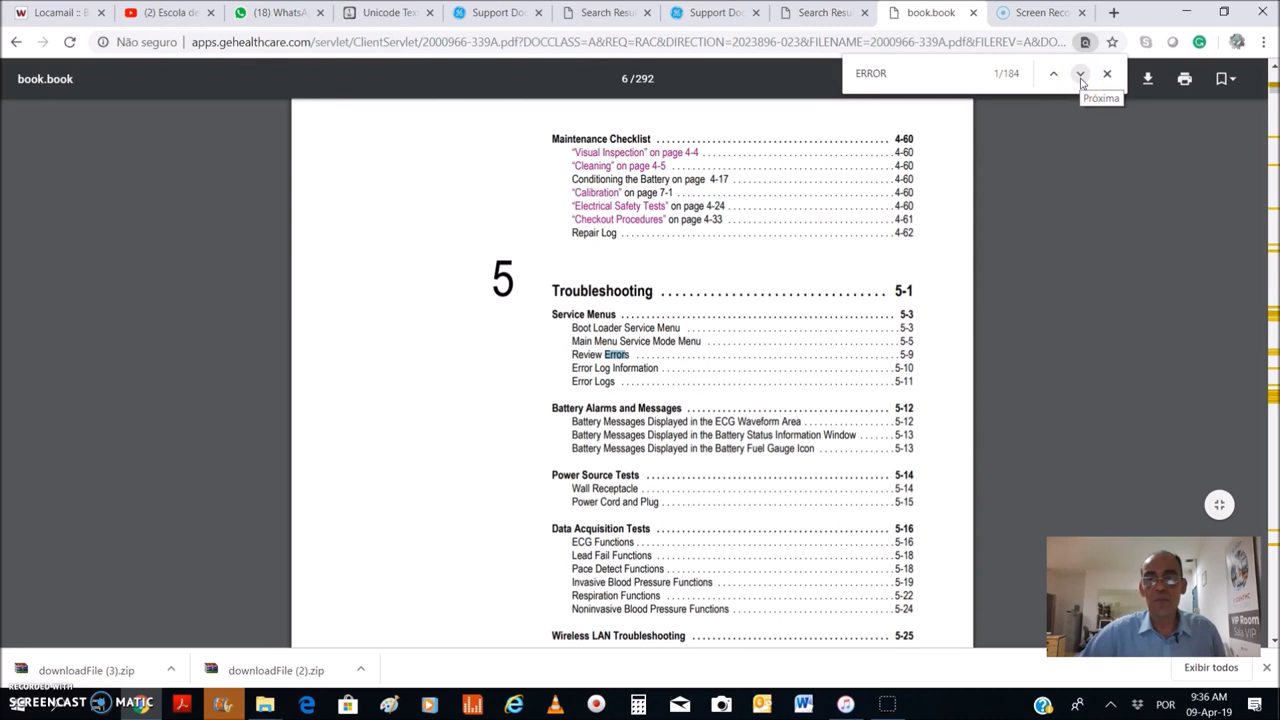 Locamail :: B
(2) Escola de
(18) WhatsA
Unicode Text
Support Doc
Search Resu
Support Doc
Search Resu
book.book
Screen Reco
Não seguro | apps.gehealthcare.com/servlet/ClientServlet/2000966-339A.pdf?DOCCLASS=A&REQ=RAC&DIRECTION=2023896-023&FILENAME=2000966-339A.pdf&FILEREV=A&DO...
book.book
6 / 292
ERROR
1/184
Próxima
Maintenance Checklist 4-60
"Visual Inspection" on page 4-4 4-60
"Cleaning" on page 4-5 4-60
Conditioning the Battery on page 4-17 4-60
"Calibration" on page 7-1 4-60
"Electrical Safety Tests" on page 4-24 4-60
"Checkout Procedures" on page 4-33 4-61
Repair Log 4-62
5
Troubleshooting 5-1
Service Menus 5-3
Boot Loader Service Menu 5-3
Main Menu Service Mode Menu 5-5
Review Errors 5-9
Error Log Information 5-10
Error Logs 5-11
Battery Alarms and Messages 5-12
Battery Messages Displayed in the ECG Waveform Area 5-12
Battery Messages Displayed in the Battery Status Information Window 5-13
Battery Messages Displayed in the Battery Fuel Gauge Icon 5-13
Power Source Tests 5-14
Wall Receptacle 5-14
Power Cord and Plug 5-15
Data Acquisition Tests 5-16
ECG Functions 5-16
Lead Fail Functions 5-18
Pace Detect Functions 5-18
Invasive Blood Pressure Functions 5-19
Respiration Functions 5-22
Noninvasive Blood Pressure Functions 5-24
Wireless LAN Troubleshooting 5-25
VIP Room
Sala VIP
downloadFile (3).zip
downloadFile (2).zip
Exibir todos
RECORDED WITH
SCREENCAST MATIC
POR
9:36 AM
09-Apr-19